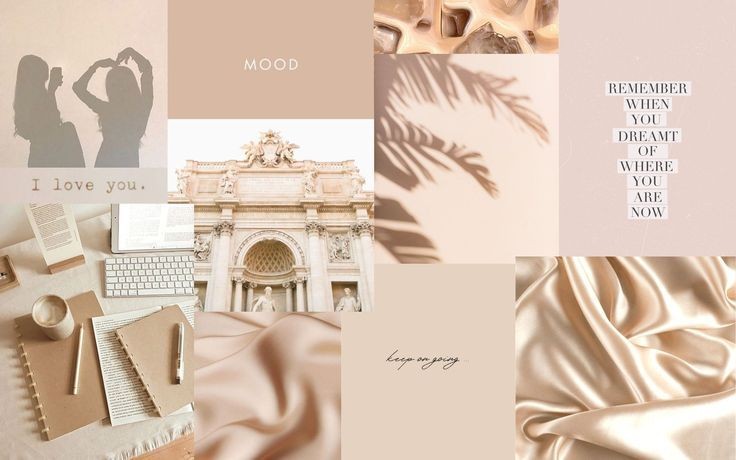 MOOD
I love you.
REMEMBER
WHEN
YOU
DREAMT
OF
WHERE
YOU
ARE
NOW
keep on going ...